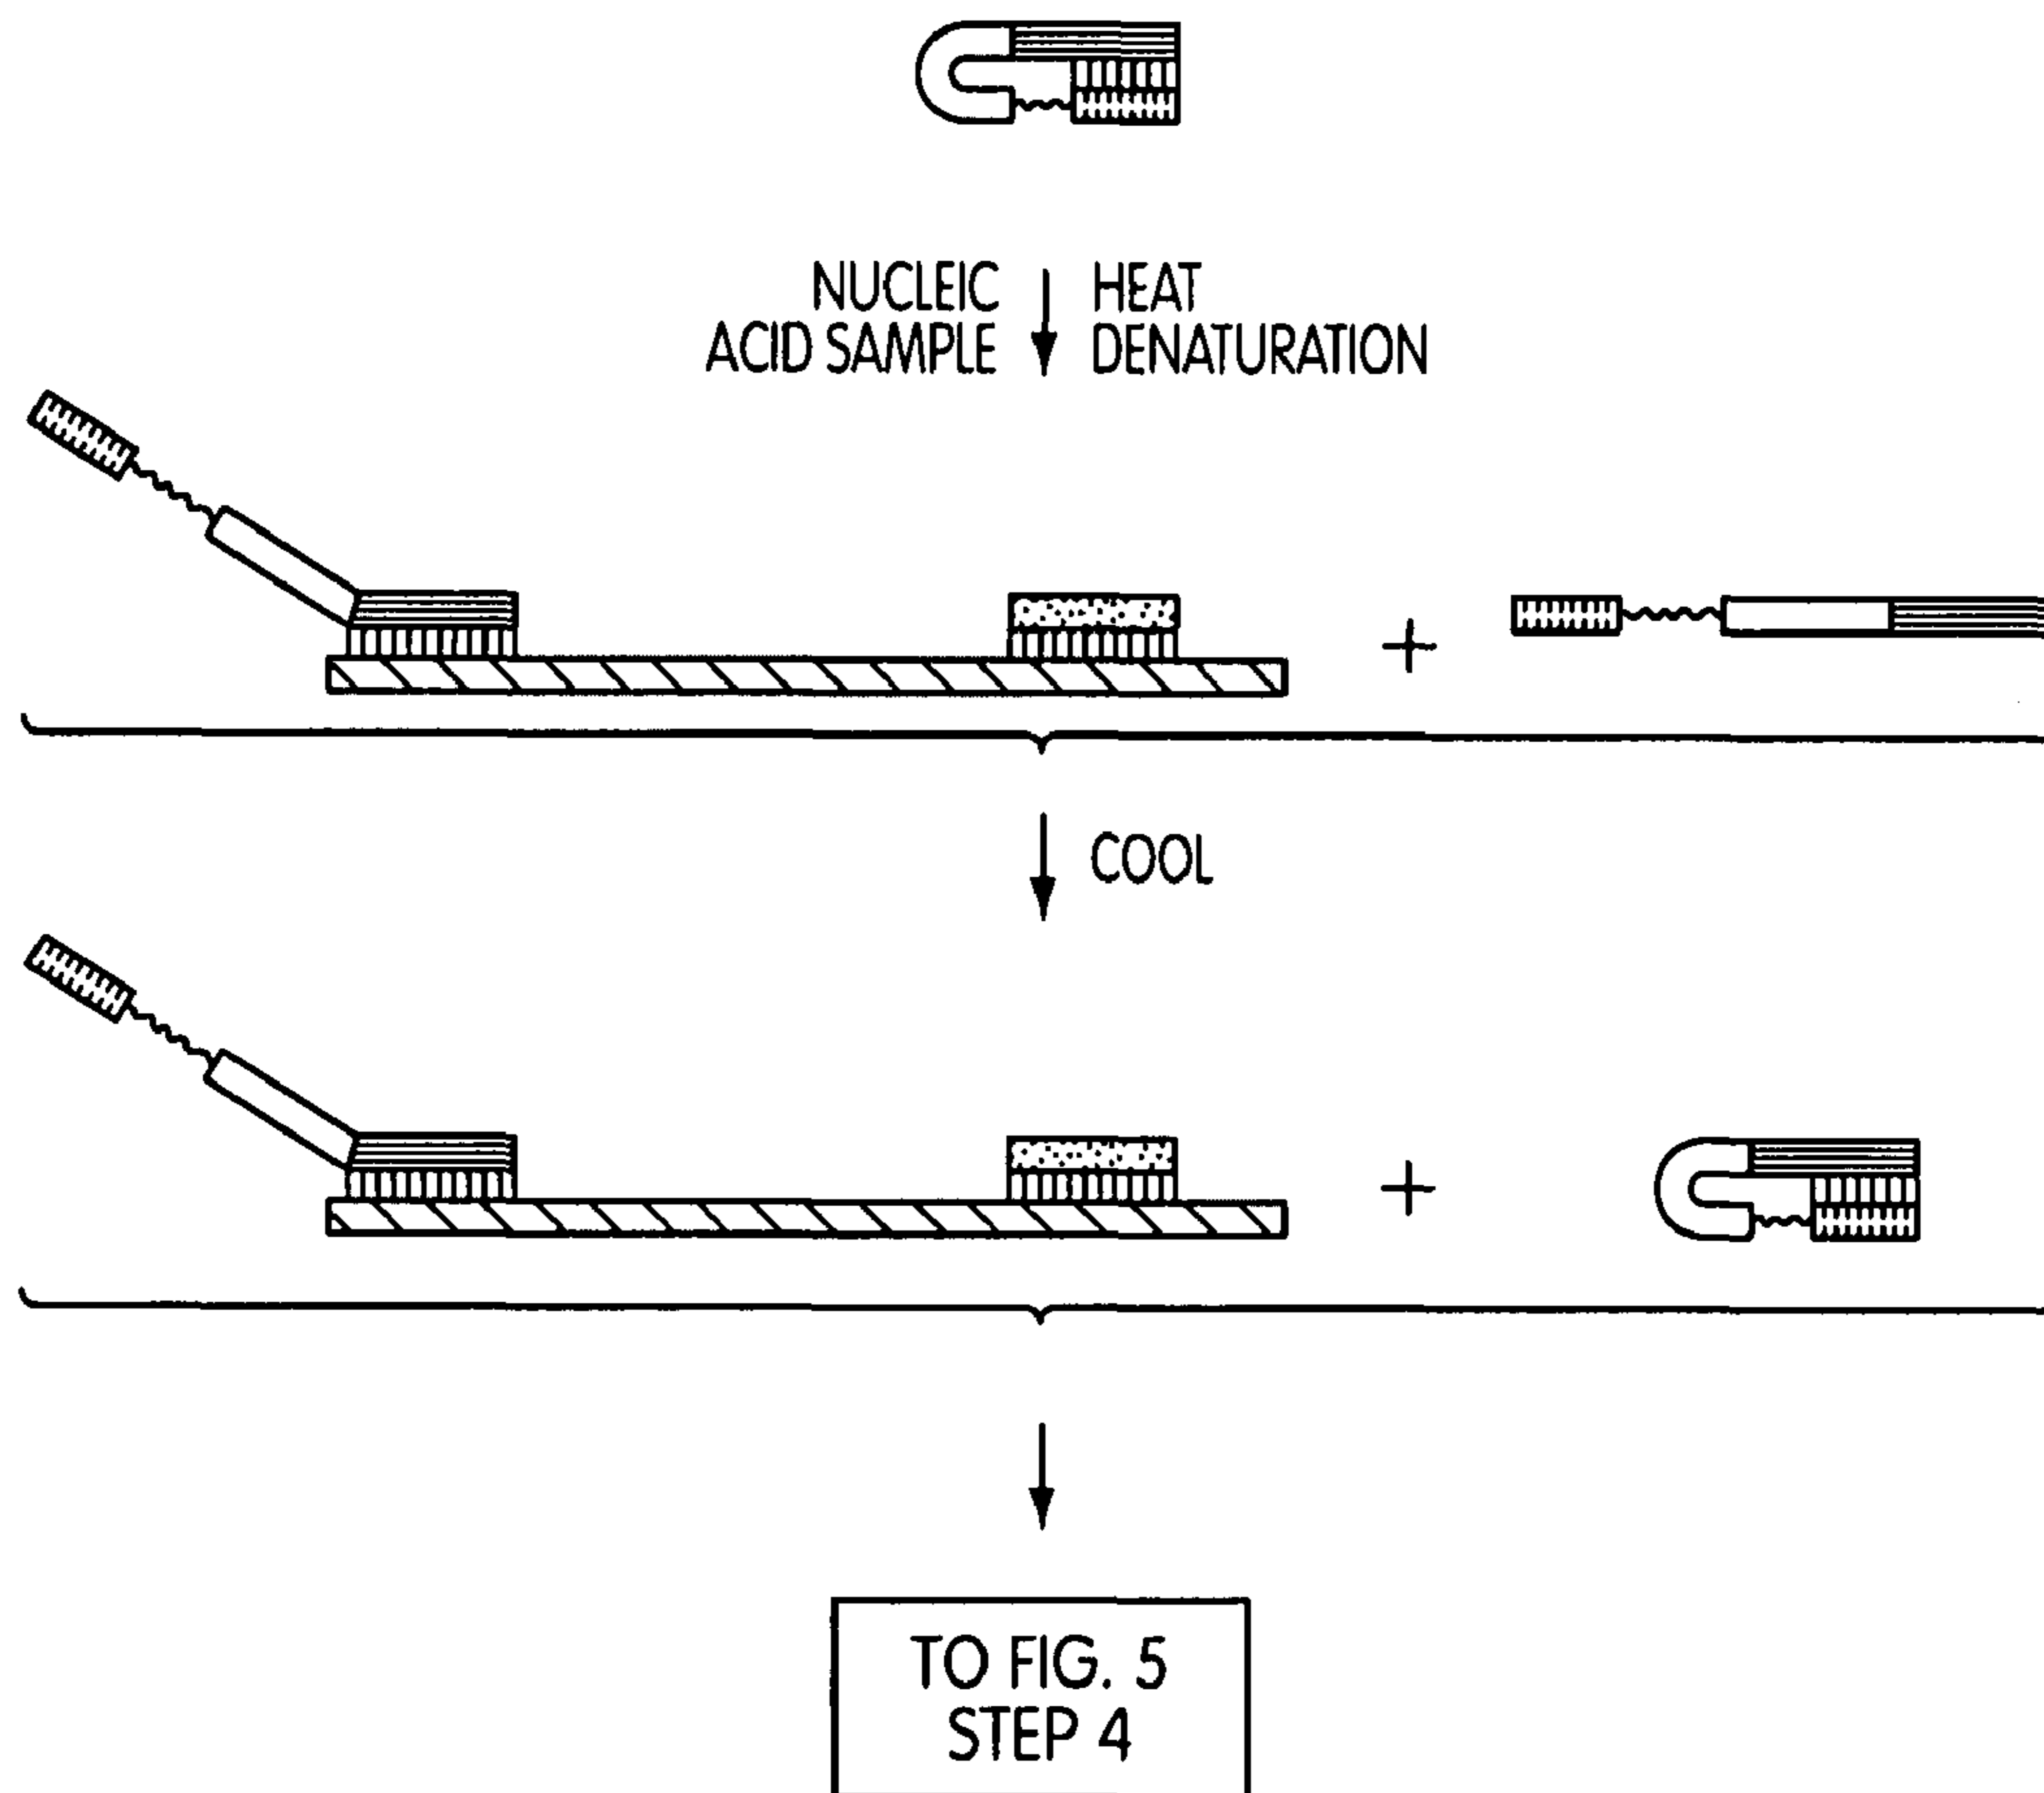 NUCLEIC HEAT
ACID SAMPLE DENATURATION
+
COOL
+
TO FIG. 5
STEP 4